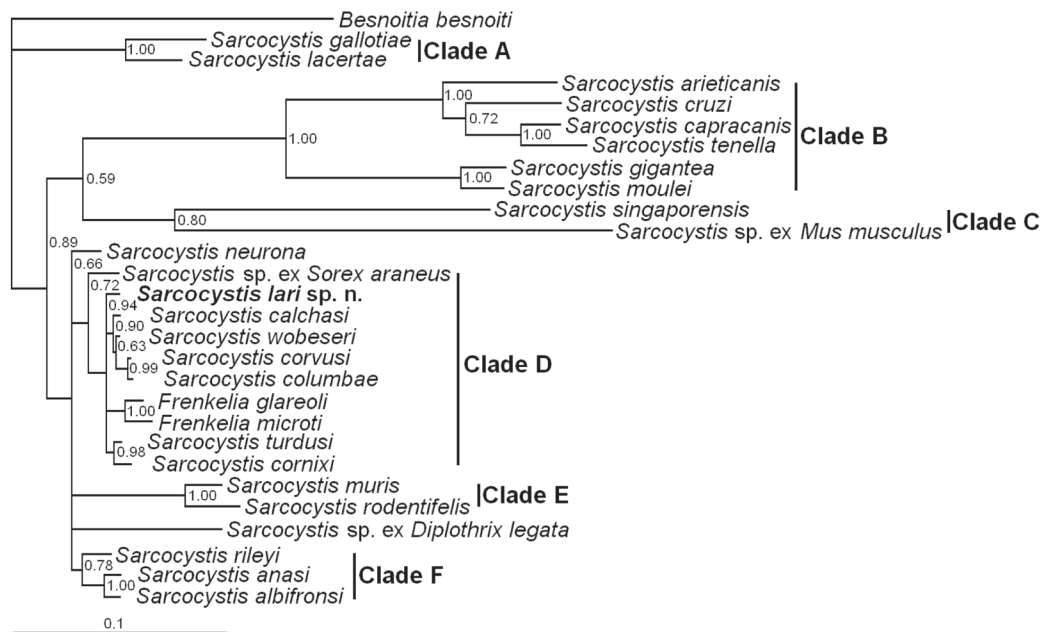 Besnoitia besnoiti
Sarcocystis gallotiae
1.00
Clade A
Sarcocystis lacertae
Sarcocystis arieticanis
1.00
Sarcocystis cruzi
0.72
Sarcocystis capracanis
1.00
Clade B
1.00
Sarcocystis tenella
Sarcocystis gigantea
1.00
0.59
Sarcocystis moulei
Sarcocystis singaporensis
0.80
Clade C
Sarcocystis sp. ex Mus musculus
0.89
Sarcocystis neurona
0.66
Sarcocystis sp. ex Sorex araneus
0.72
Sarcocystis lari sp. n.
0.94
Sarcocystis calchasi
0.90
Sarcocystis wobeseri
0.63
Sarcocystis corvusi
Clade D
0.99
Sarcocystis columbae
Frenkelia glareoli
1.00
Frenkelia microti
Sarcocystis turdusi
0.98
Sarcocystis cornixi
Sarcocystis muris
1.00
Clade E
Sarcocystis rodentifelis
Sarcocystis sp. ex Diplothrix legata
Sarcocystis rileyi
0.78
Sarcocystis anasi
Clade F
1.00
Sarcocystis albifronsi
0.1